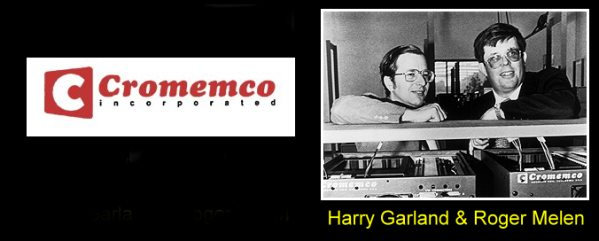 Cromemco
incorporated
Cromemco
Cromemco
Harry Garland & Roger Melen